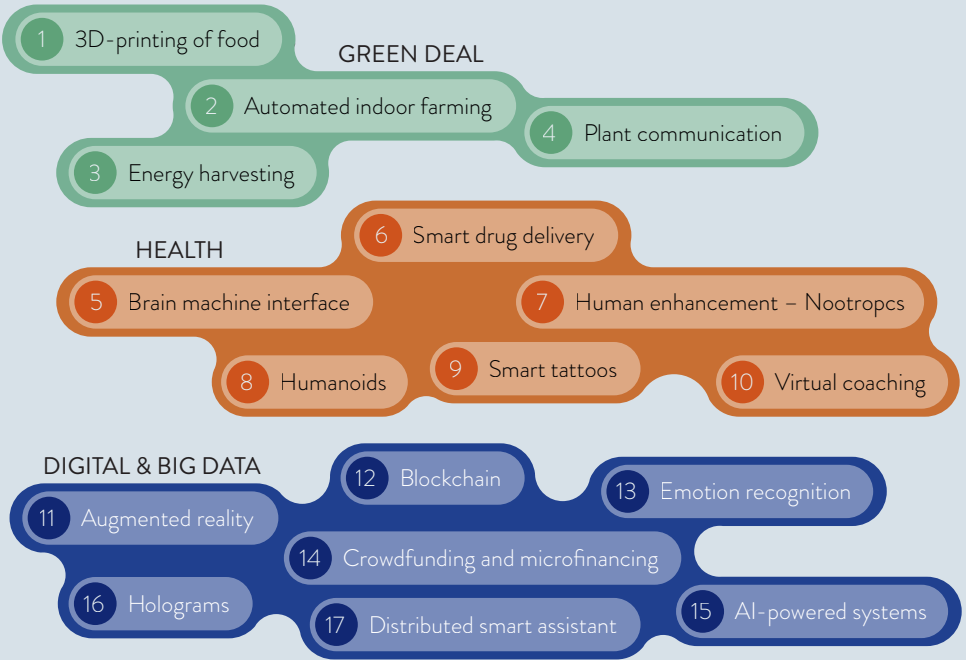 1 3D-printing of food
GREEN DEAL
2 Automated indoor farming
4 Plant communication
3 Energy harvesting
6 Smart drug delivery
HEALTH
5 Brain machine interface
7 Human enhancement – Nootropcs
8 Humanoids
9 Smart tattoos
10 Virtual coaching
DIGITAL & BIG DATA
12 Blockchain
13 Emotion recognition
11 Augmented reality
14 Crowdfunding and microfinancing
16 Holograms
15 AI-powered systems
17 Distributed smart assistant